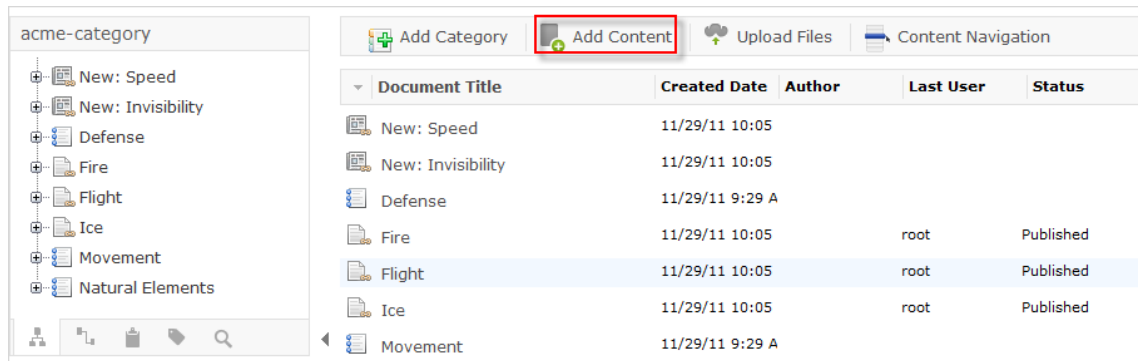 acme-category
New: Speed
New: Invisibility
Defense
Fire
Flight
Ice
Movement
Natural Elements
Add Category Add Content Upload Files Content Navigation
Document Title Created Date Author Last User Status
New: Speed 11/29/11 10:05
New: Invisibility 11/29/11 10:05
Defense 11/29/11 9:29 A
Fire 11/29/11 10:05 root Published
Flight 11/29/11 10:05 root Published
Ice 11/29/11 10:05 root Published
Movement 11/29/11 9:29 A